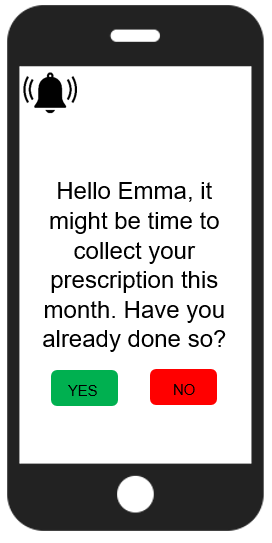 Hello Emma, it
might be time to
collect your
prescription this
month. Have you
already done so?
YES
NO